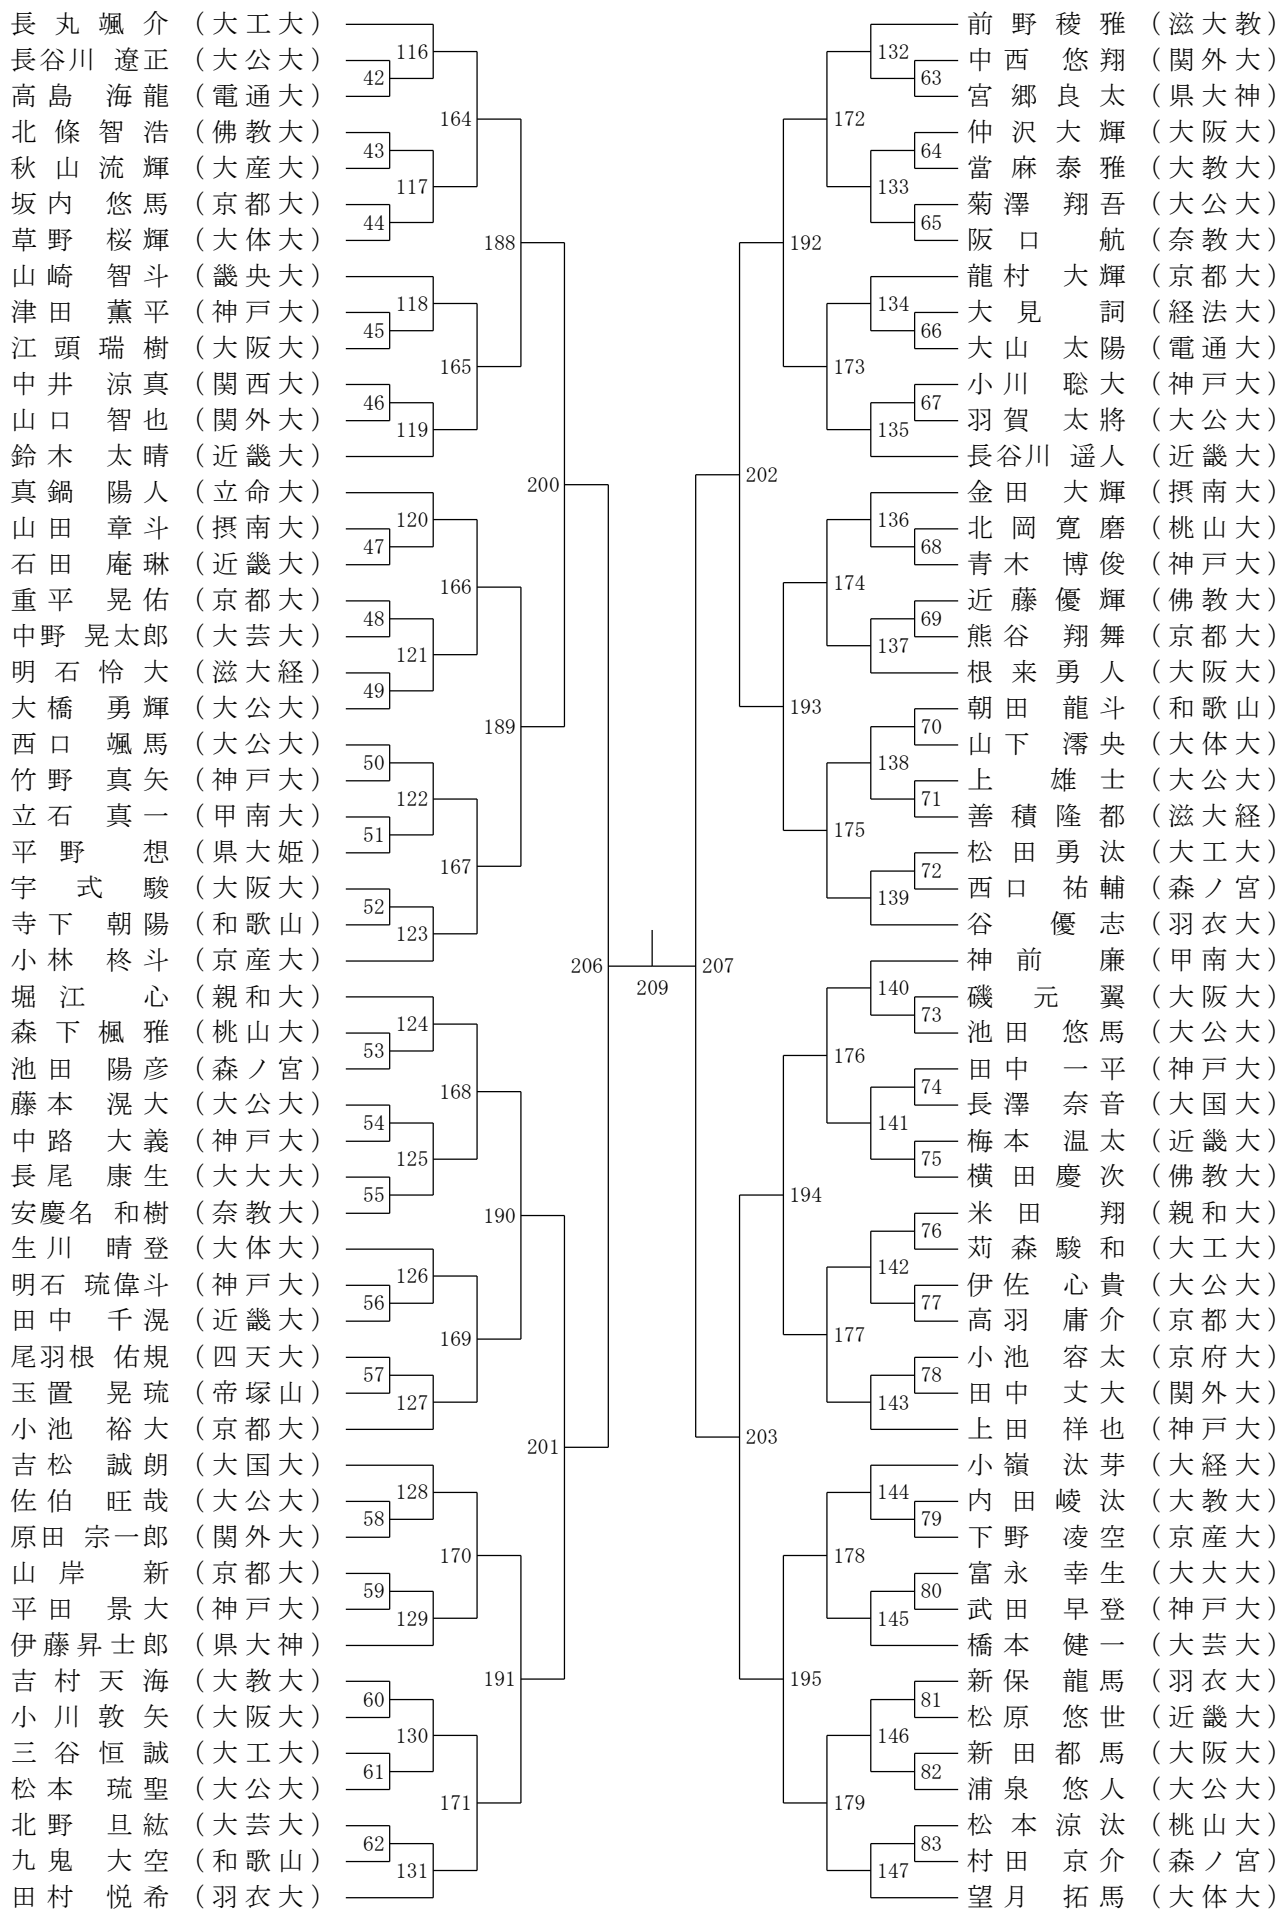 長丸颯介（大工大）
長谷川遼正（大公大）
高島海龍（電通大）
北條智浩（佛教大）
秋山流輝（大産大）
坂内悠馬（京都大）
草野桜輝（大体大）
山崎智斗（畿央大）
津田薫平（神戸大）
江頭瑞樹（大阪大）
中井涼真（関西大）
山口智也（関外大）
鈴木太晴（近畿大）
真鍋陽人（立命大）
山田章斗（摂南大）
石田庵琳（近畿大）
重平晃佑（京都大）
中野晃太郎（大芸大）
明石怜大（滋大経）
大橋勇輝（大公大）
西口颯馬（大公大）
竹野真矢（神戸大）
立石真一（甲南大）
平野想（県大姫）
宇式駿（大阪大）
寺下朝陽（和歌山）
小林柊斗（京産大）
堀江心（親和大）
森下楓雅（桃山大）
池田陽彦（森ノ宮）
藤本滉大（大公大）
中路大義（神戸大）
長尾康生（大大大）
安慶名和樹（奈教大）
生川晴登（大体大）
明石琉偉斗（神戸大）
田中千滉（近畿大）
尾羽根佑規（四天大）
玉置晃琉（帝塚山）
小池裕大（京都大）
吉松誠朗（大国大）
佐伯旺哉（大公大）
原田宗一郎（関外大）
山岸新（京都大）
平田景大（神戸大）
伊藤昇士郎（県大神）
吉村天海（大教大）
小川敦矢（大阪大）
三谷恒誠（大工大）
松本琉聖（大公大）
北野旦紘（大芸大）
九鬼大空（和歌山）
田村悦希（羽衣大）
42
43
44
45
46
47
48
49
50
51
52
53
54
55
56
57
58
59
60
61
62
116
117
118
119
120
121
122
123
124
125
126
127
128
129
130
131
164
165
166
167
168
169
170
171
188
189
190
191
200
201
206
209
207
202
203
192
193
194
195
172
173
174
175
176
177
178
179
132
133
134
135
136
137
138
139
140
141
142
143
144
145
146
147
63
64
65
66
67
68
69
70
71
72
73
74
75
76
77
78
79
80
81
82
83
前野稜雅（滋大教）
中西悠翔（関外大）
宮郷良太（県大神）
仲沢大輝（大阪大）
當麻泰雅（大教大）
菊澤翔吾（大公大）
阪口航（奈教大）
龍村大輝（京都大）
大見詞（経法大）
大山太陽（電通大）
小川聡大（神戸大）
羽賀太將（大公大）
長谷川遥人（近畿大）
金田大輝（摂南大）
北岡寛磨（桃山大）
青木博俊（神戸大）
近藤優輝（佛教大）
熊谷翔舞（京都大）
根来勇人（大阪大）
朝田龍斗（和歌山）
山下澪央（大体大）
上雄士（大公大）
善積隆都（滋大経）
松田勇汰（大工大）
西口祐輔（森ノ宮）
谷優志（羽衣大）
神前廉（甲南大）
磯元翼（大阪大）
池田悠馬（大公大）
田中一平（神戸大）
長澤奈音（大国大）
梅本温太（近畿大）
横田慶次（佛教大）
米田翔（親和大）
苅森駿和（大工大）
伊佐心貴（大公大）
高羽庸介（京都大）
小池容太（京府大）
田中丈大（関外大）
上田祥也（神戸大）
小嶺汰芽（大経大）
内田崚汰（大教大）
下野凌空（京産大）
富永幸生（大大大）
武田早登（神戸大）
橋本健一（大芸大）
新保龍馬（羽衣大）
松原悠世（近畿大）
新田都馬（大阪大）
浦泉悠人（大公大）
松本涼汰（桃山大）
村田京介（森ノ宮）
望月拓馬（大体大）